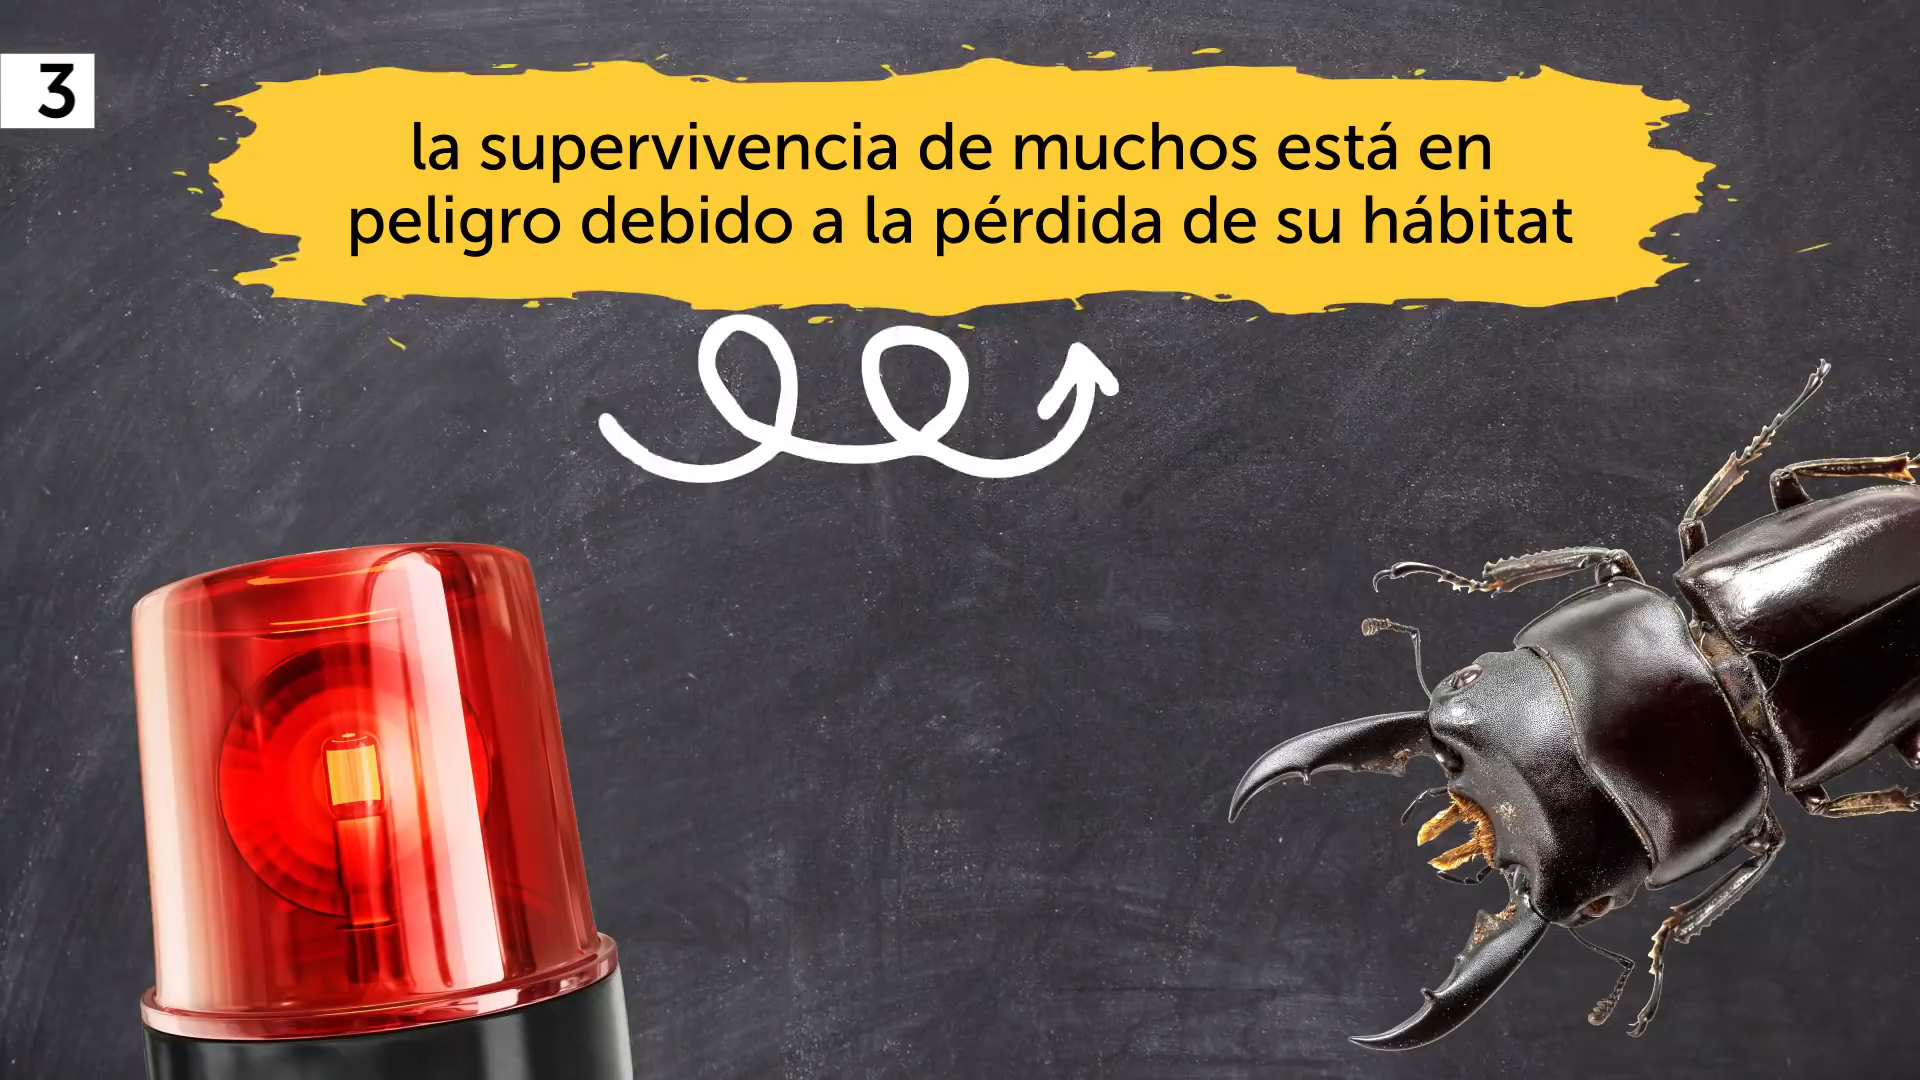 3
la supervivencia de muchos está en
peligro debido a la pérdida de su hábitat